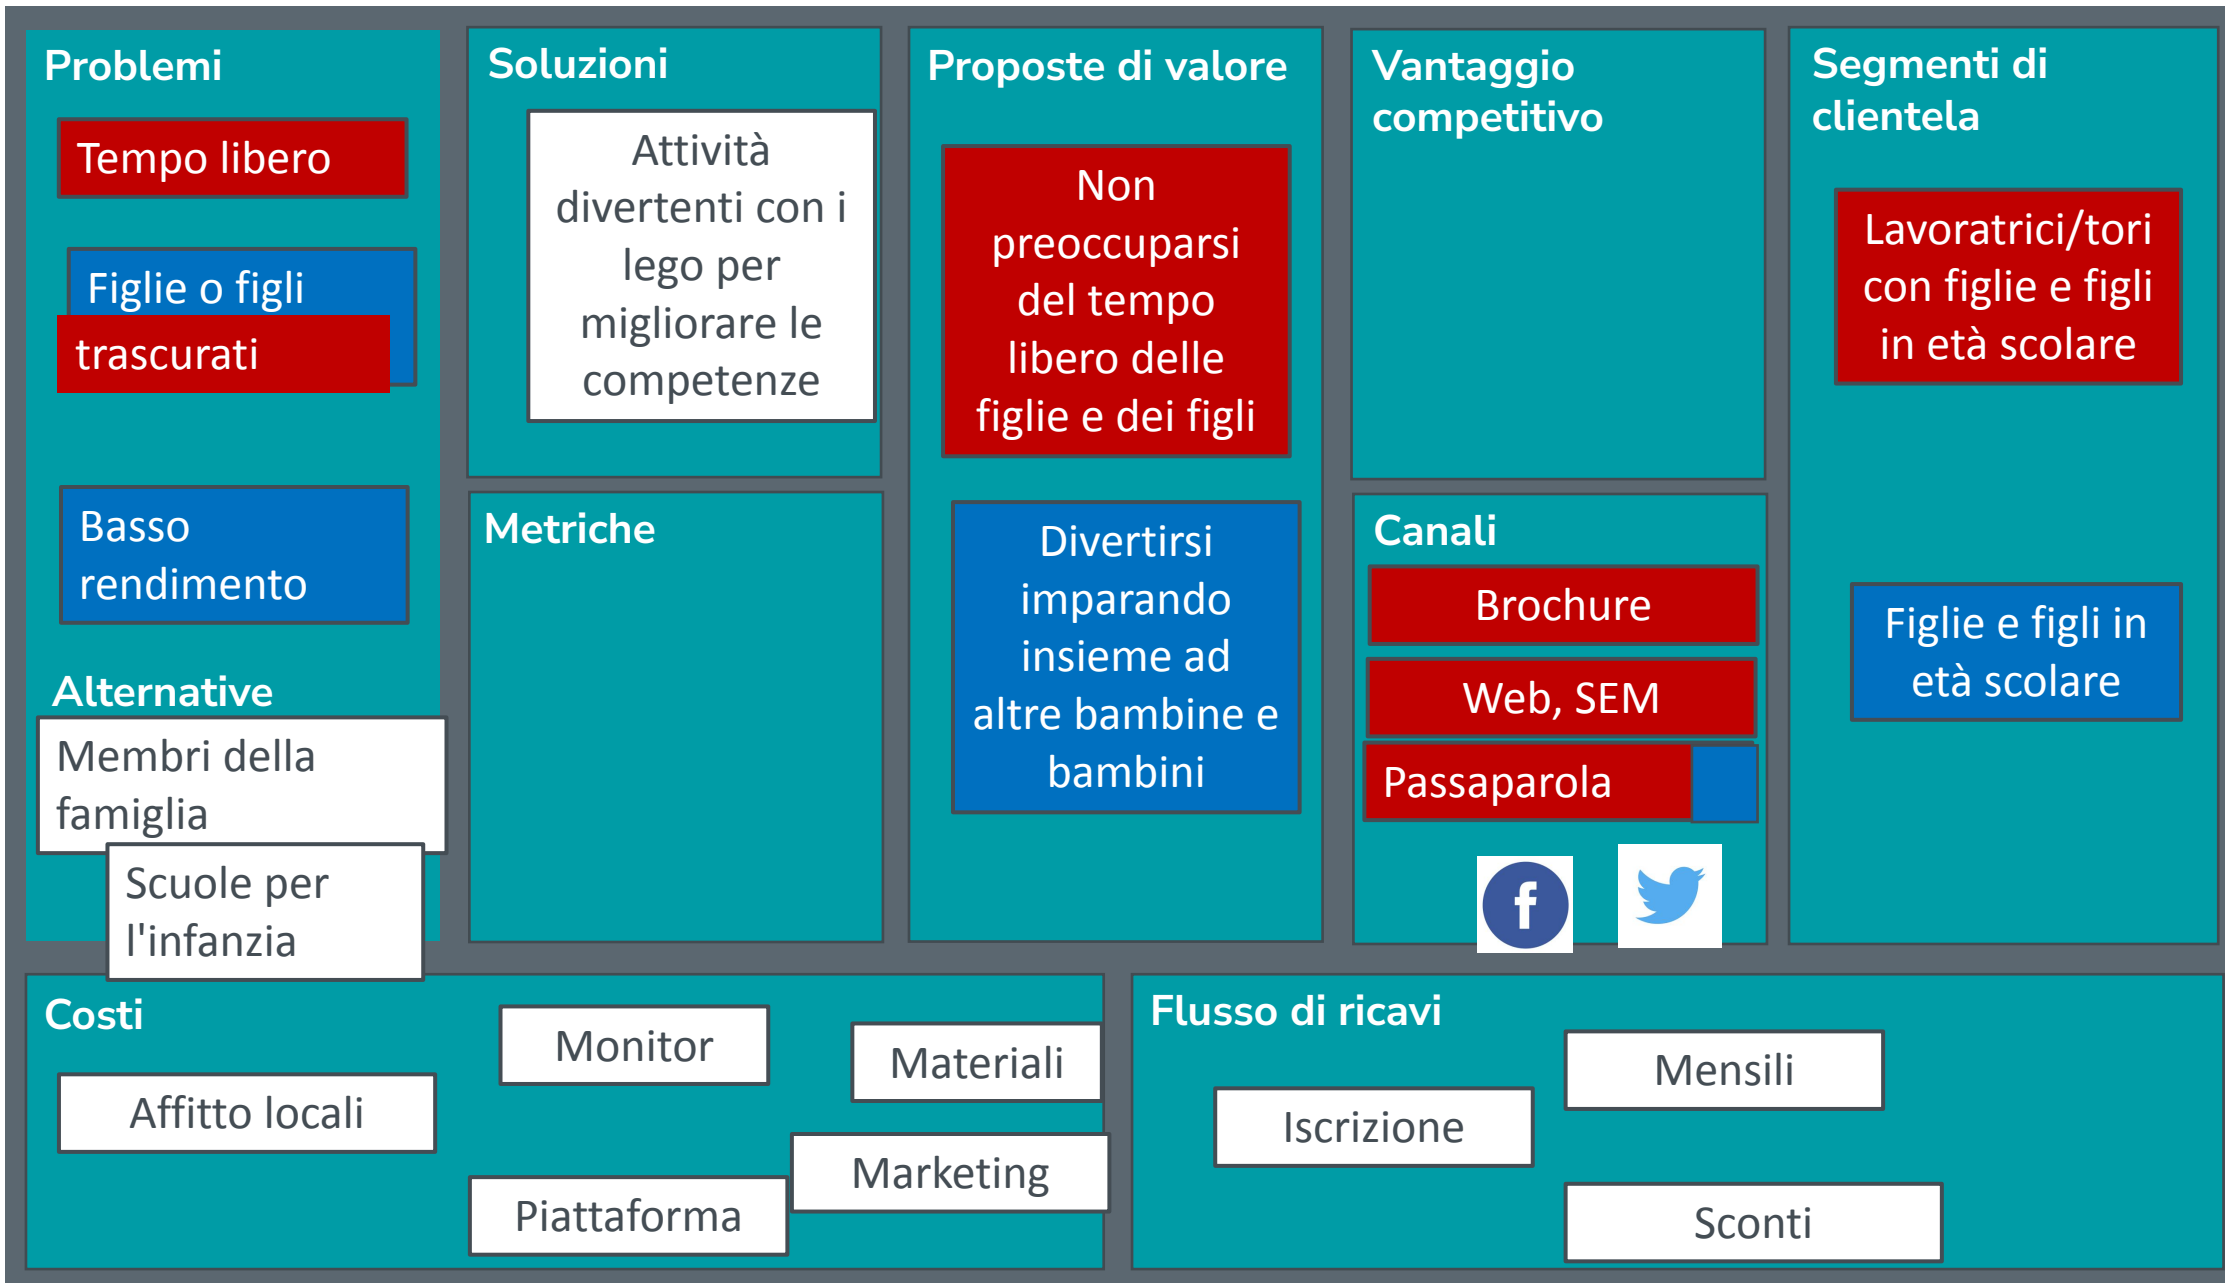 Problemi
Tempo libero
Figlie o figli
trascurati
Basso
rendimento
Alternative
Membri della
famiglia
Scuole per
l'infanzia
Soluzioni
Attività
divertenti con i
lego per
migliorare le
competenze
Metriche
Proposte di valore
Non
preoccuparsi
del tempo
libero delle
figlie e dei figli
Divertirsi
imparando
insieme ad
altre bambine e
bambini
Vantaggio
competitivo
Canali
Brochure
Web, SEM
Passaparola
f
Segmenti di
clientela
Lavoratrici/tori
con figlie e figli
in età scolare
Figlie e figli in
età scolare
Costi
Affitto locali
Monitor
Materiali
Marketing
Piattaforma
Flusso di ricavi
Iscrizione
Mensili
Sconti